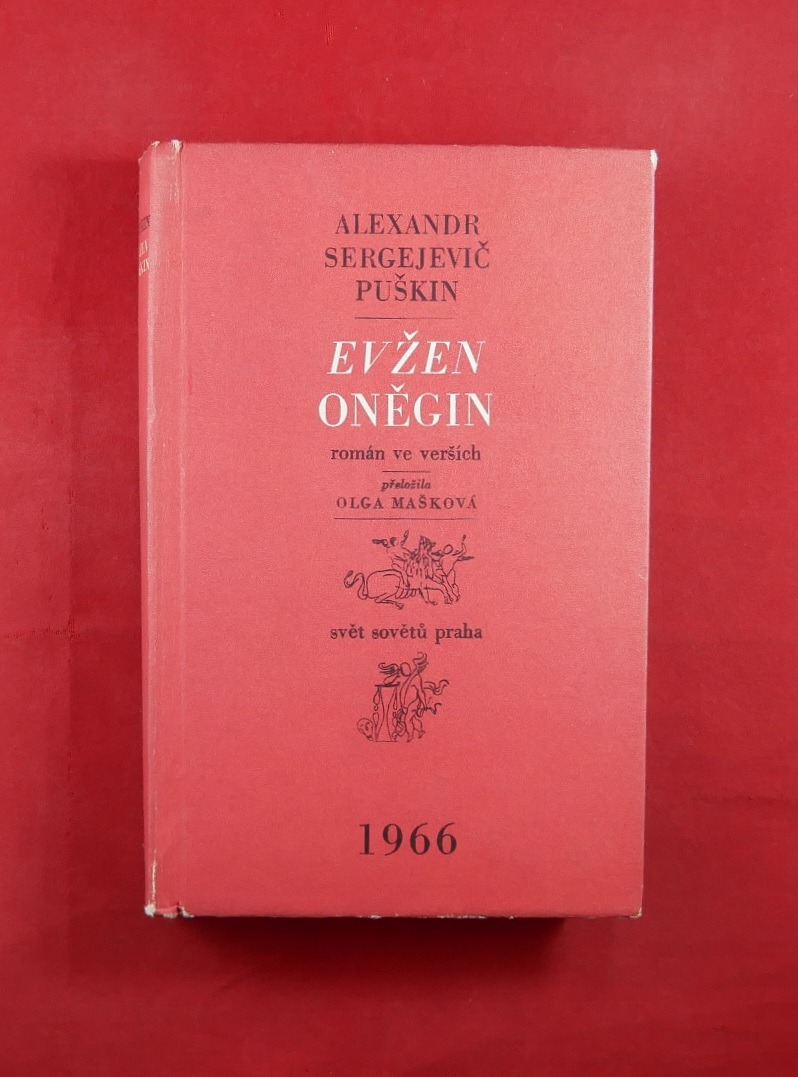 ALEXANDR
SERGEJEVIČ
PUŠKIN
EVŽEN
ONĚGIN
román ve verších
přeložila
OLGA MAŠKOVÁ
svět sovětů praha
1966